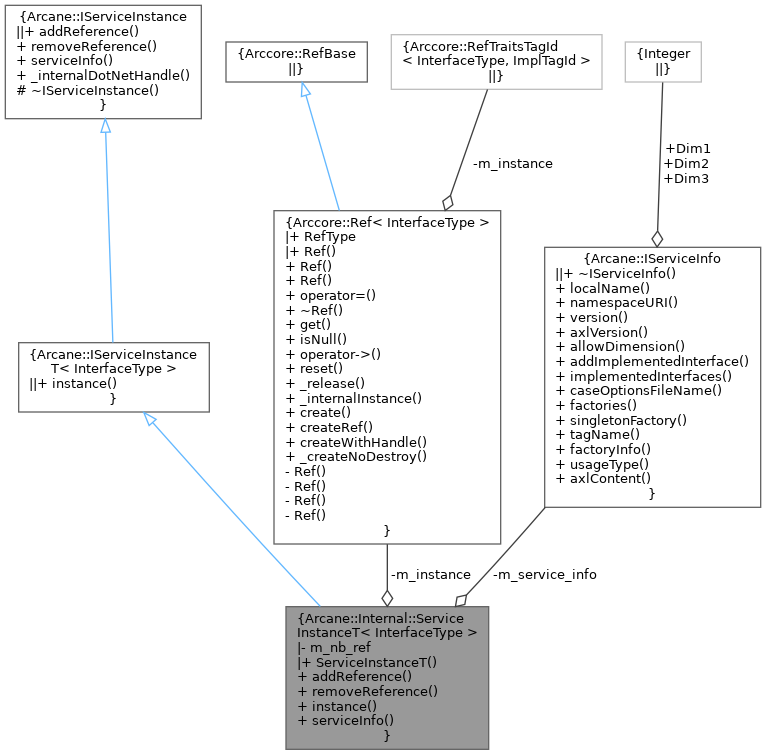 {Arcane::IServiceInstance
||+ addReference()
+ removeReference()
+ serviceInfo()
+ _internalDotNetHandle()
# ~IServiceInstance()
}
{Arccore::RefBase
||}
{Arccore::RefTraitsTagId
< InterfaceType, ImplTagId >
||}
{Integer
||}
-m_instance
+Dim1
+Dim2
+Dim3
{Arccore::Ref< InterfaceType >
|+ RefType
|+ Ref()
+ Ref()
+ Ref()
+ operator=()
+ ~Ref()
+ get()
+ isNull()
+ operator->()
+ reset()
+ _release()
+ _internalInstance()
+ create()
+ createRef()
+ createWithHandle()
+ _createNoDestroy()
- Ref()
- Ref()
- Ref()
- Ref()
}
{Arcane::IServiceInfo
||+ ~IServiceInfo()
+ localName()
+ namespaceURI()
+ version()
+ axlVersion()
+ allowDimension()
+ addImplementedInterface()
+ implementedInterfaces()
+ caseOptionsFileName()
+ factories()
+ singletonFactory()
+ tagName()
+ factoryInfo()
+ usageType()
+ axlContent()
}
{Arcane::IServiceInstance
T< InterfaceType >
||+ instance()
}
-m_instance
-m_service_info
{Arcane::Internal::Service
InstanceT< InterfaceType >
|- m_nb_ref
|+ ServiceInstanceT()
+ addReference()
+ removeReference()
+ instance()
+ serviceInfo()
}